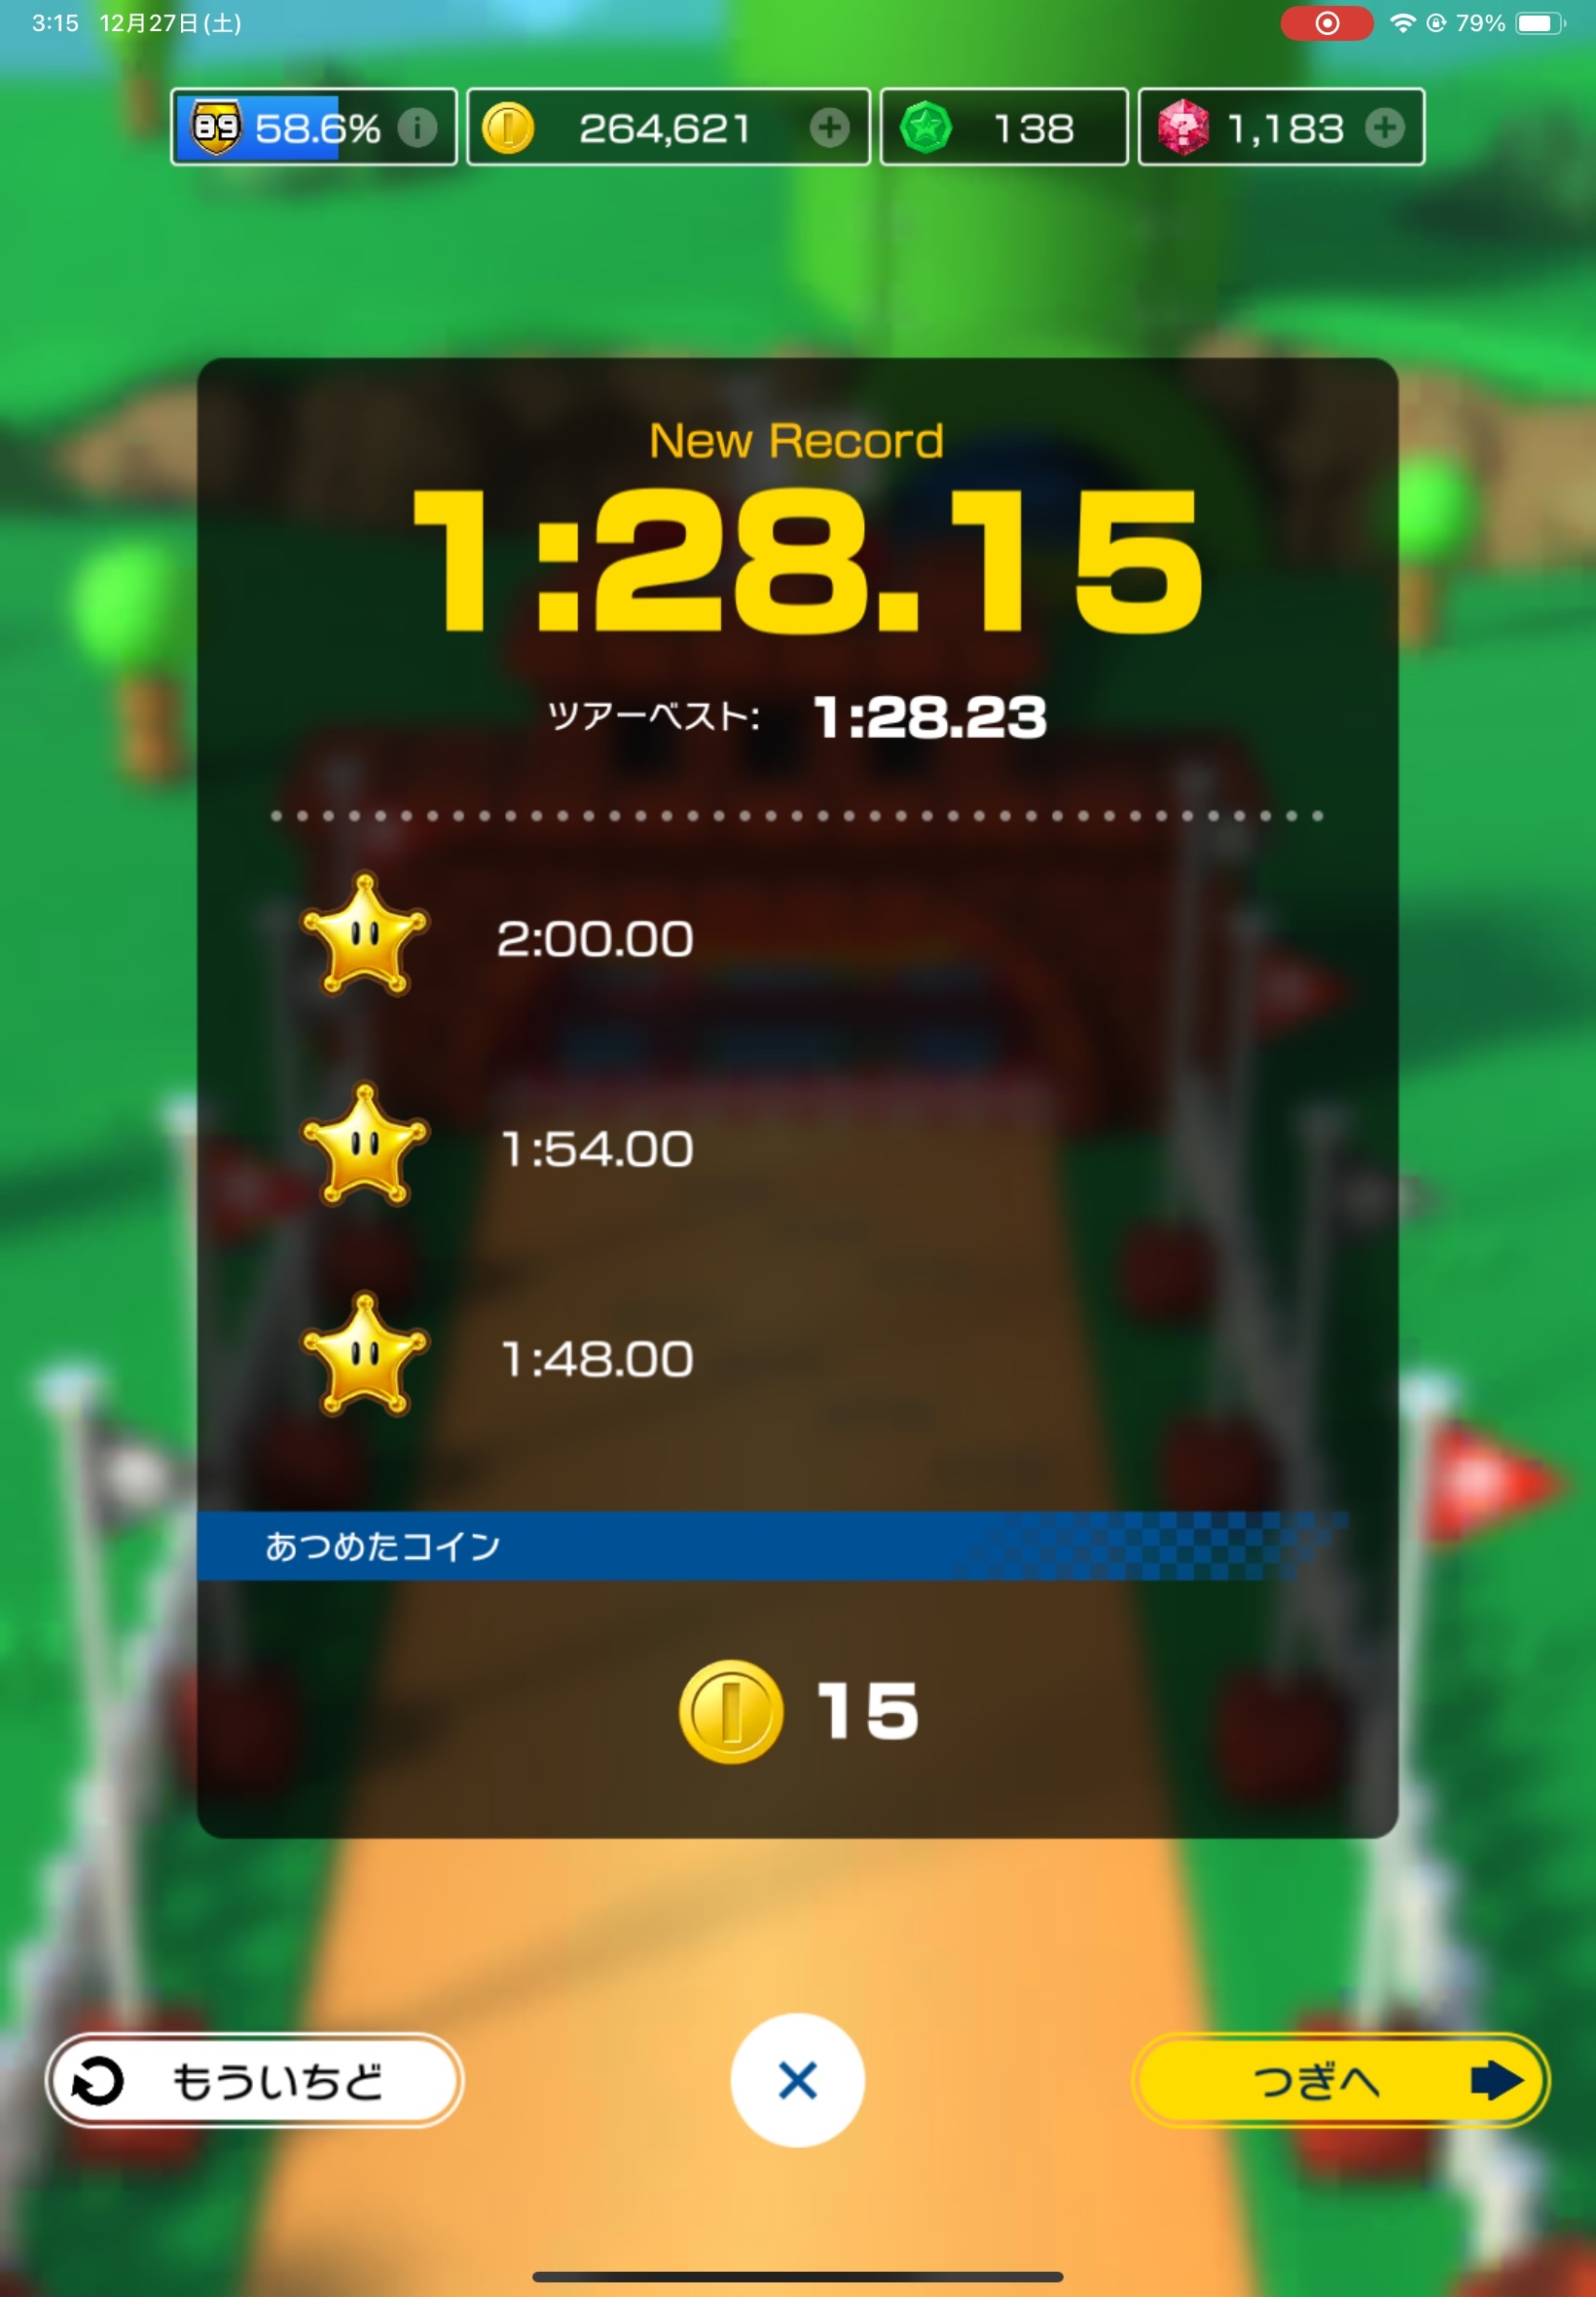 3:15 12月27日(土) 79%
89 58.6% 264,621 138 1,183
New Record
1:28.15
ツアーベスト: 1:28.23
2:00.00
1:54.00
1:48.00
あつめたコイン
15
もういちど × つぎへ